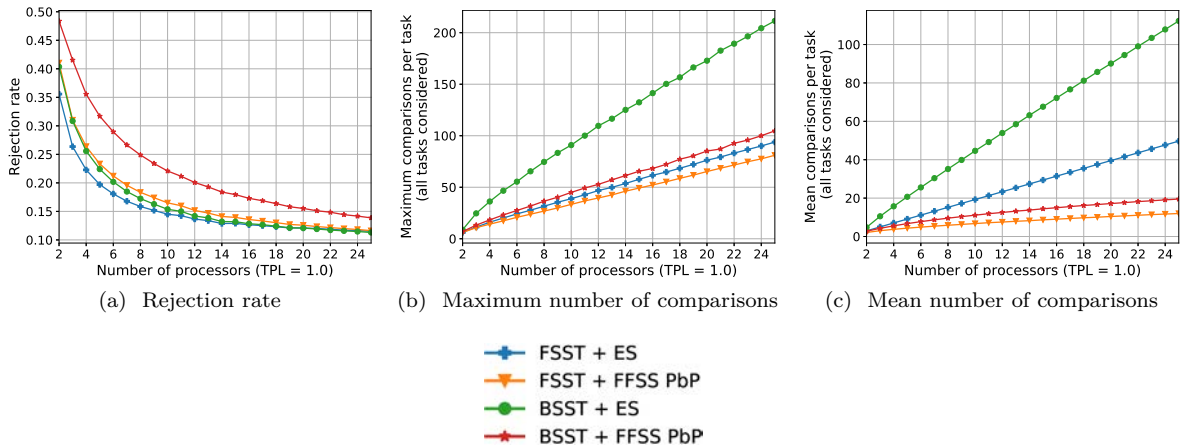 0.50
0.45
0.40
0.35
0.30
0.25
0.20
0.15
0.10
Rejection rate
2 4 6 8 10 12 14 16 18 20 22 24
Number of processors (TPL = 1.0)
(a) Rejection rate
200
150
100
50
0
Maximum comparisons per task
(all tasks considered)
2 4 6 8 10 12 14 16 18 20 22 24
Number of processors (TPL = 1.0)
(b) Maximum number of comparisons
100
80
60
40
20
0
Mean comparisons per task
(all tasks considered)
2 4 6 8 10 12 14 16 18 20 22 24
Number of processors (TPL = 1.0)
(c) Mean number of comparisons
FSST + ES
FSST + FFSS PbP
BSST + ES
BSST + FFSS PbP